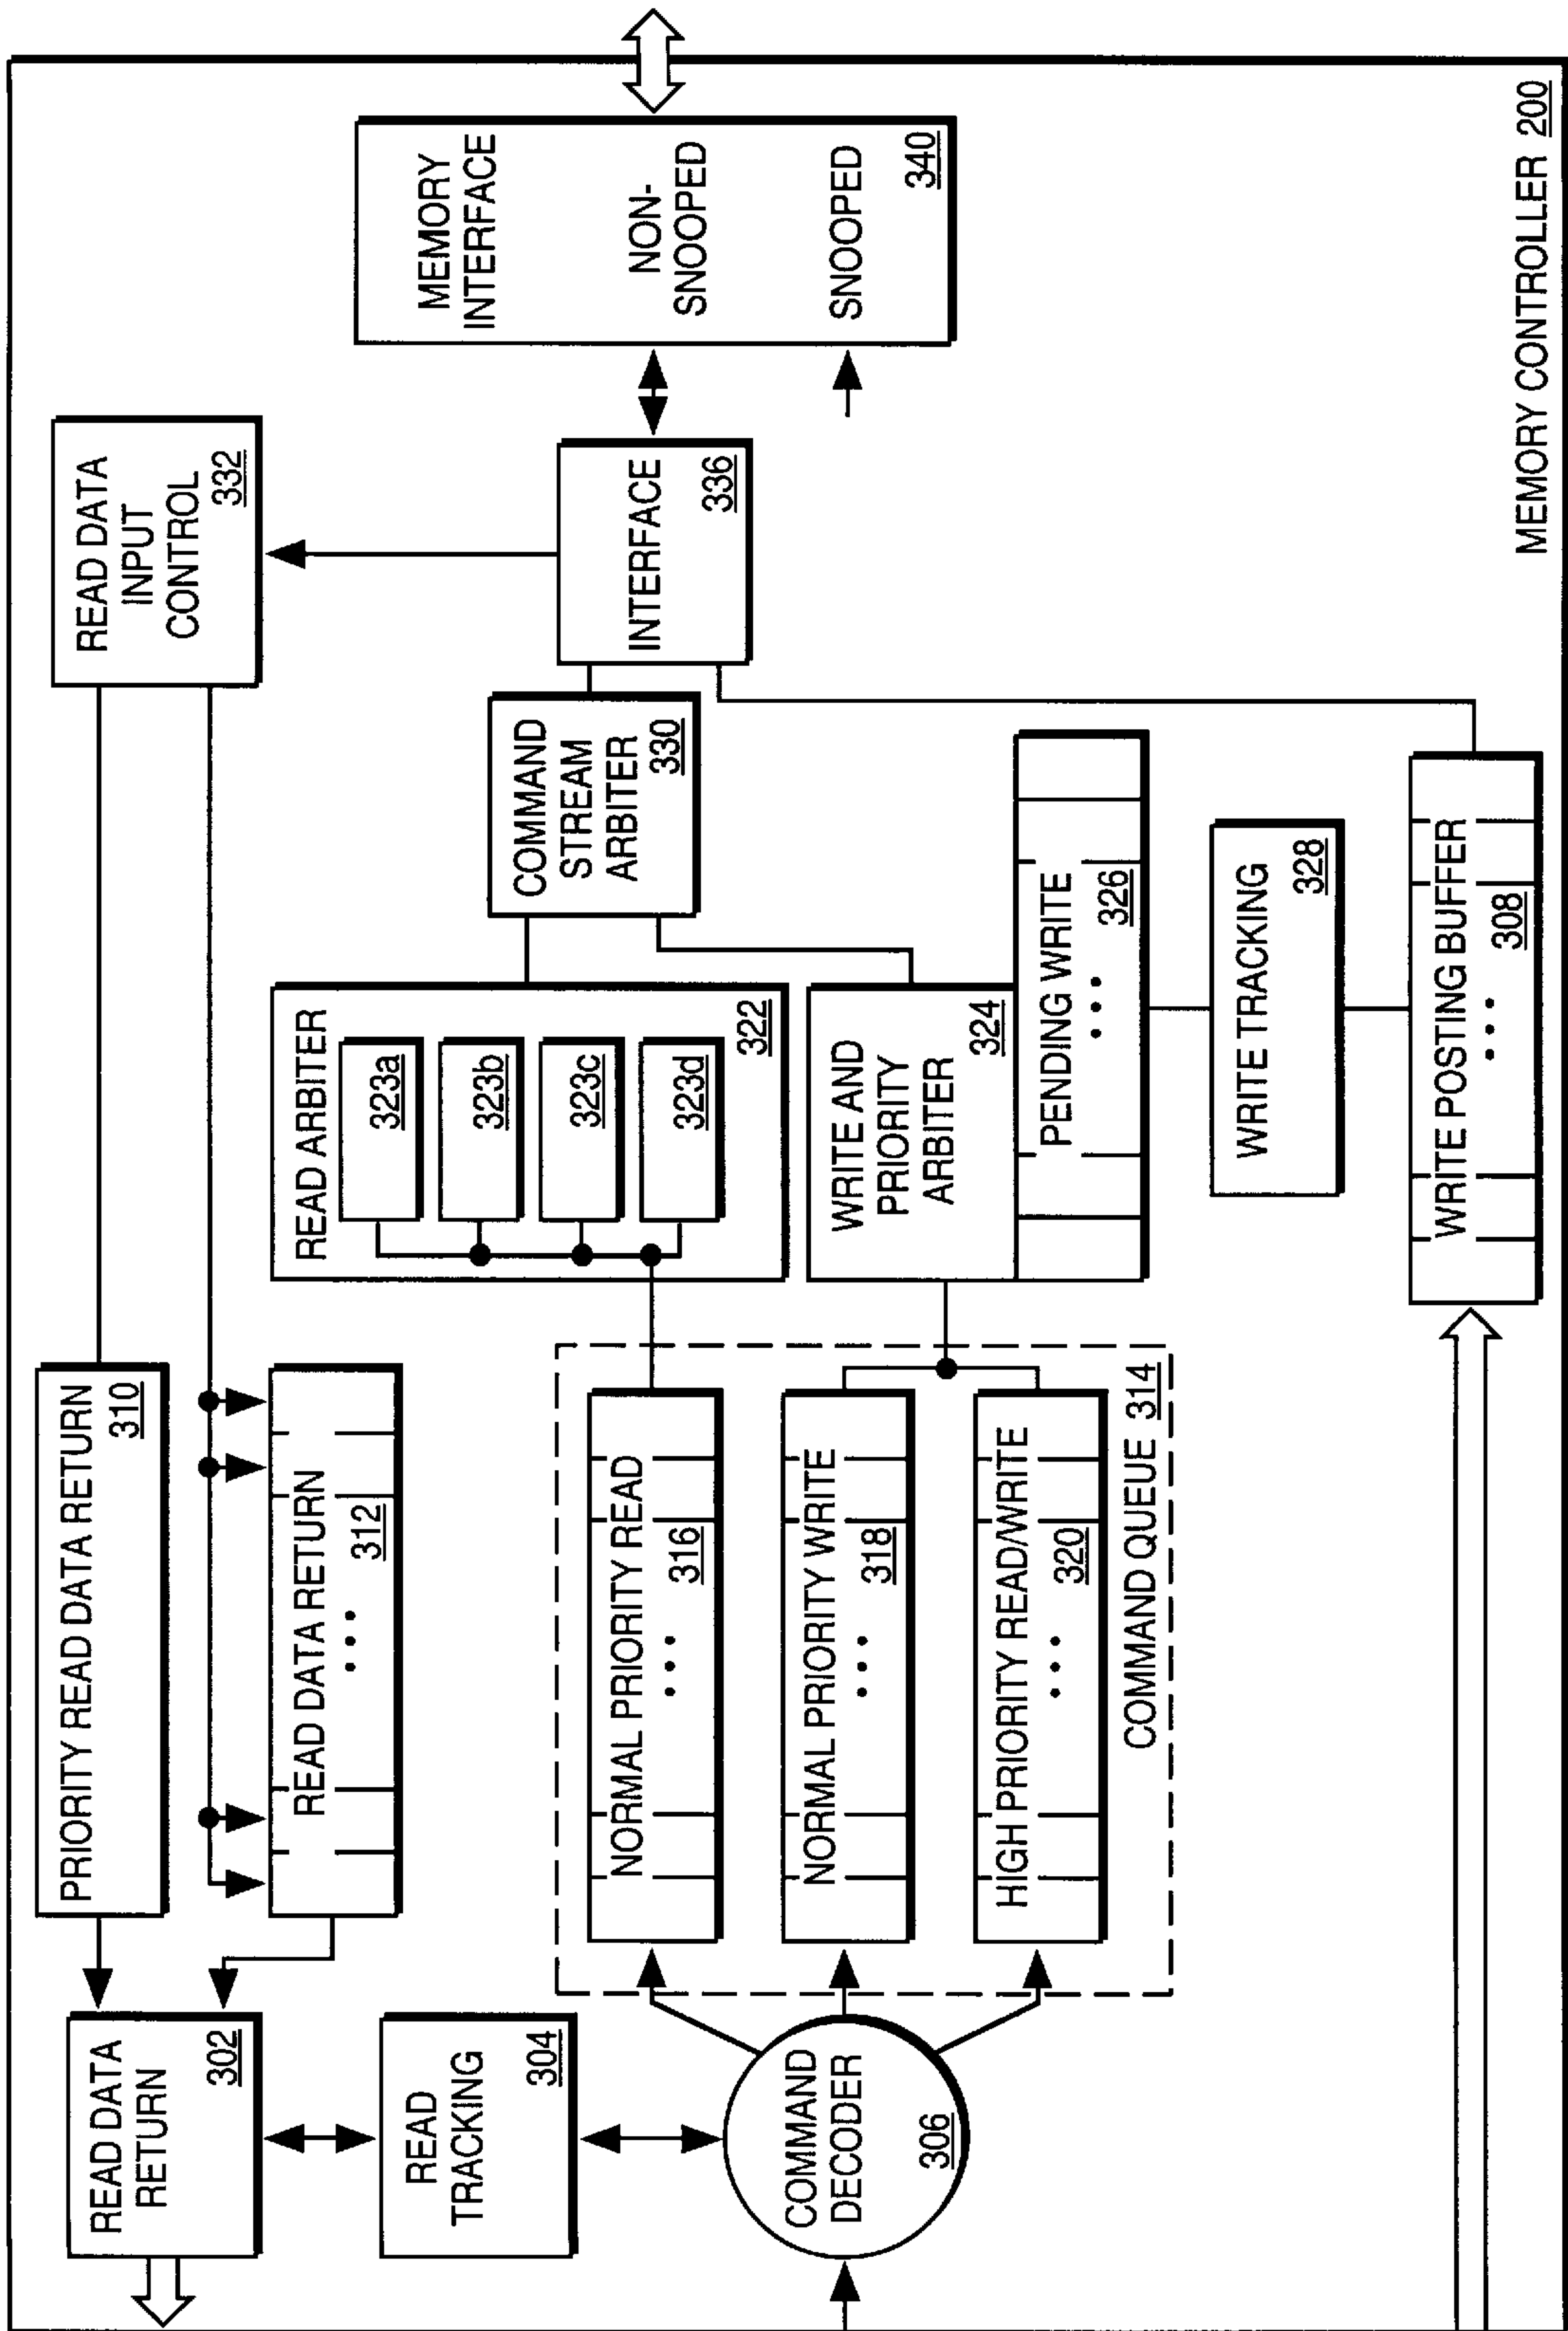 READ DATA
RETURN
302
PRIORITY READ DATA RETURN
310
READ DATA
INPUT
CONTROL
332
READ DATA RETURN
312
READ
TRACKING
304
COMMAND
DECODER
306
NORMAL PRIORITY READ
316
NORMAL PRIORITY WRITE
318
HIGH PRIORITY READ/WRITE
320
COMMAND QUEUE 314
READ ARBITER
323a
323b
323c
323d
322
WRITE AND
PRIORITY
ARBITER
324
PENDING WRITE
326
WRITE TRACKING
328
WRITE POSTING BUFFER
308
COMMAND
STREAM
ARBITER
330
INTERFACE
336
MEMORY
INTERFACE
NON-
SNOOPED
SNOOPED
340
MEMORY CONTROLLER 200